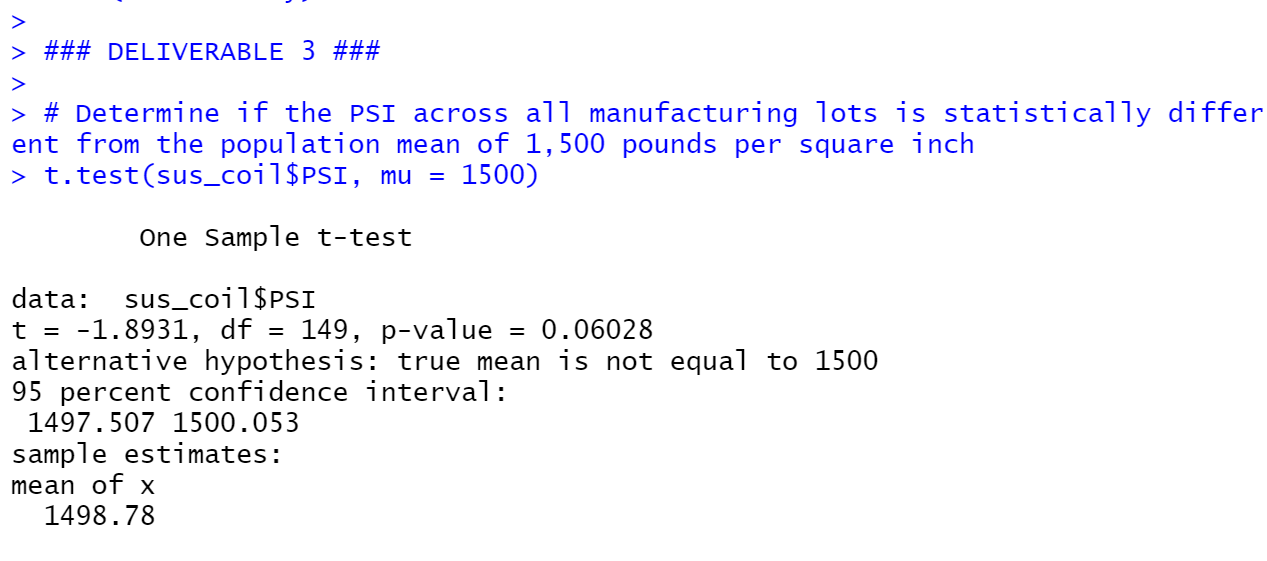 >
> ### DELIVERABLE 3 ###
>
> # Determine if the PSI across all manufacturing lots is statistically differ
ent from the population mean of 1,500 pounds per square inch
> t.test(sus_coil$PSI, mu = 1500)
One Sample t-test
data:  sus_coil$PSI
t = -1.8931, df = 149, p-value = 0.06028
alternative hypothesis: true mean is not equal to 1500
95 percent confidence interval:
1497.507 1500.053
sample estimates:
mean of x
1498.78